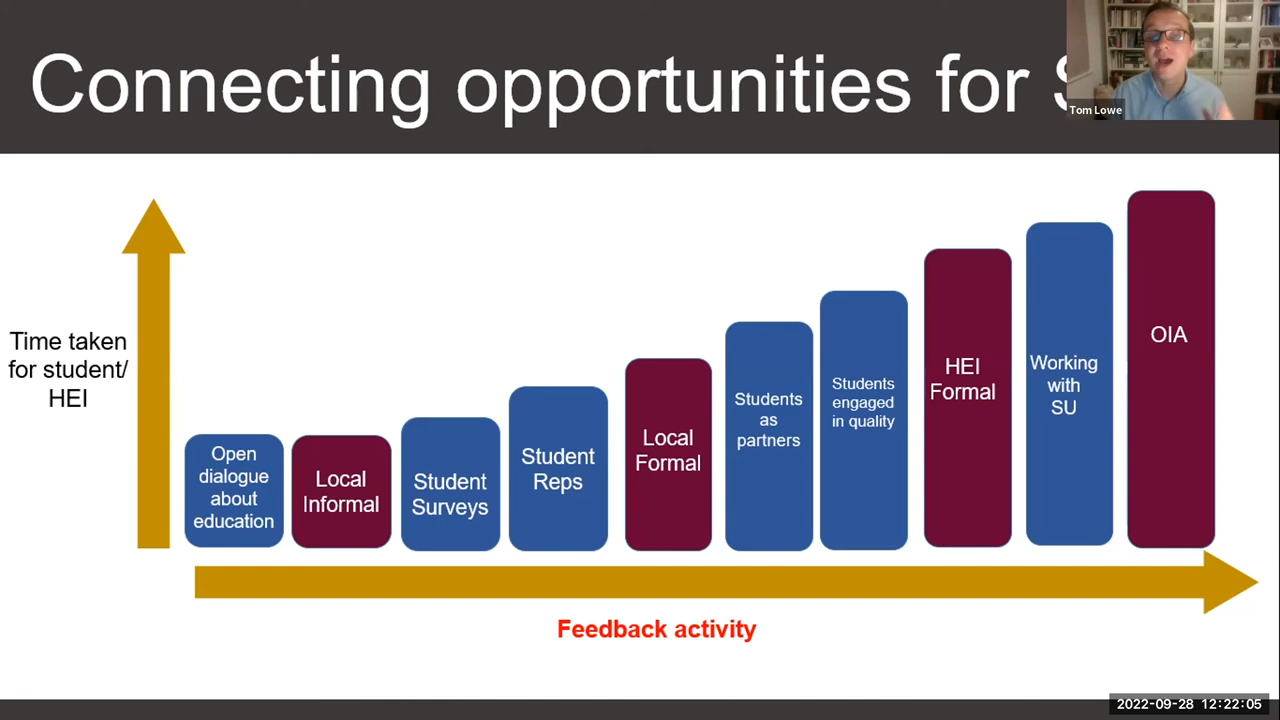 Connecting opportunities for
Tom Lowe
Time taken
for student/
HEI
Open
dialogue
about
education
Local
Informal
Student
Surveys
Student
Reps
Local
Formal
Students
as
partners
Students
engaged
in quality
HEI
Formal
Working
with
SU
OIA
Feedback activity
2022-09-28 12:22:05